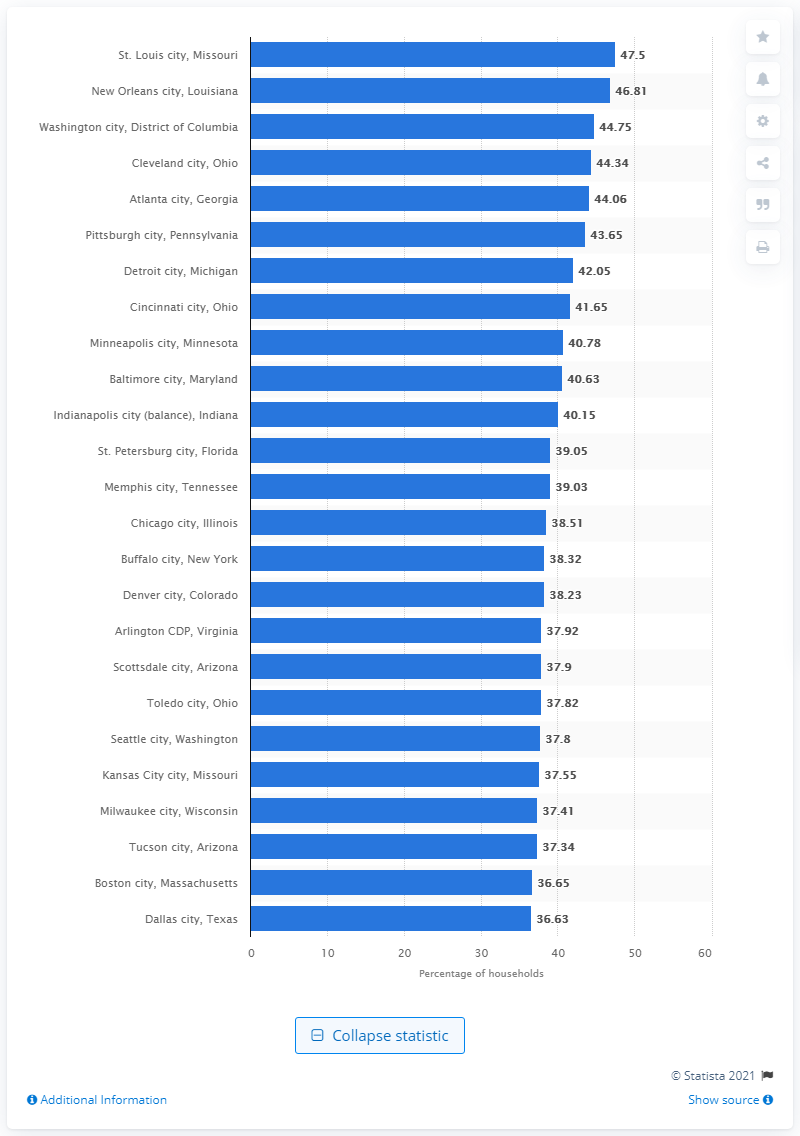 St. Louis city, Missouri 47.5
New Orleans city, Louisiana 46.81
Washington city, District of Columbia 44.75
Cleveland city, Ohio 44.34
Atlanta city, Georgia 44.06
Pittsburgh city, Pennsylvania 43.65
Detroit city, Michigan 42.05
Cincinnati city, Ohio 41.65
Minneapolis city, Minnesota 40.78
Baltimore city, Maryland 40.63
Indianapolis city (balance), Indiana 40.15
St. Petersburg city, Florida 39.05
Memphis city, Tennessee 39.03
Chicago city, Illinois 38.51
Buffalo city, New York 38.32
Denver city, Colorado 38.23
Arlington CDP, Virginia 37.92
Scottsdale city, Arizona 37.9
Toledo city, Ohio 37.82
Seattle city, Washington 37.8
Kansas City city, Missouri 37.55
Milwaukee city, Wisconsin 37.41
Tucson city, Arizona 37.34
Boston city, Massachusetts 36.65
Dallas city, Texas 36.63
0 10 20 30 40 50 60
Percentage of households
Collapse statistic
© Statista 2021
Additional Information Show source